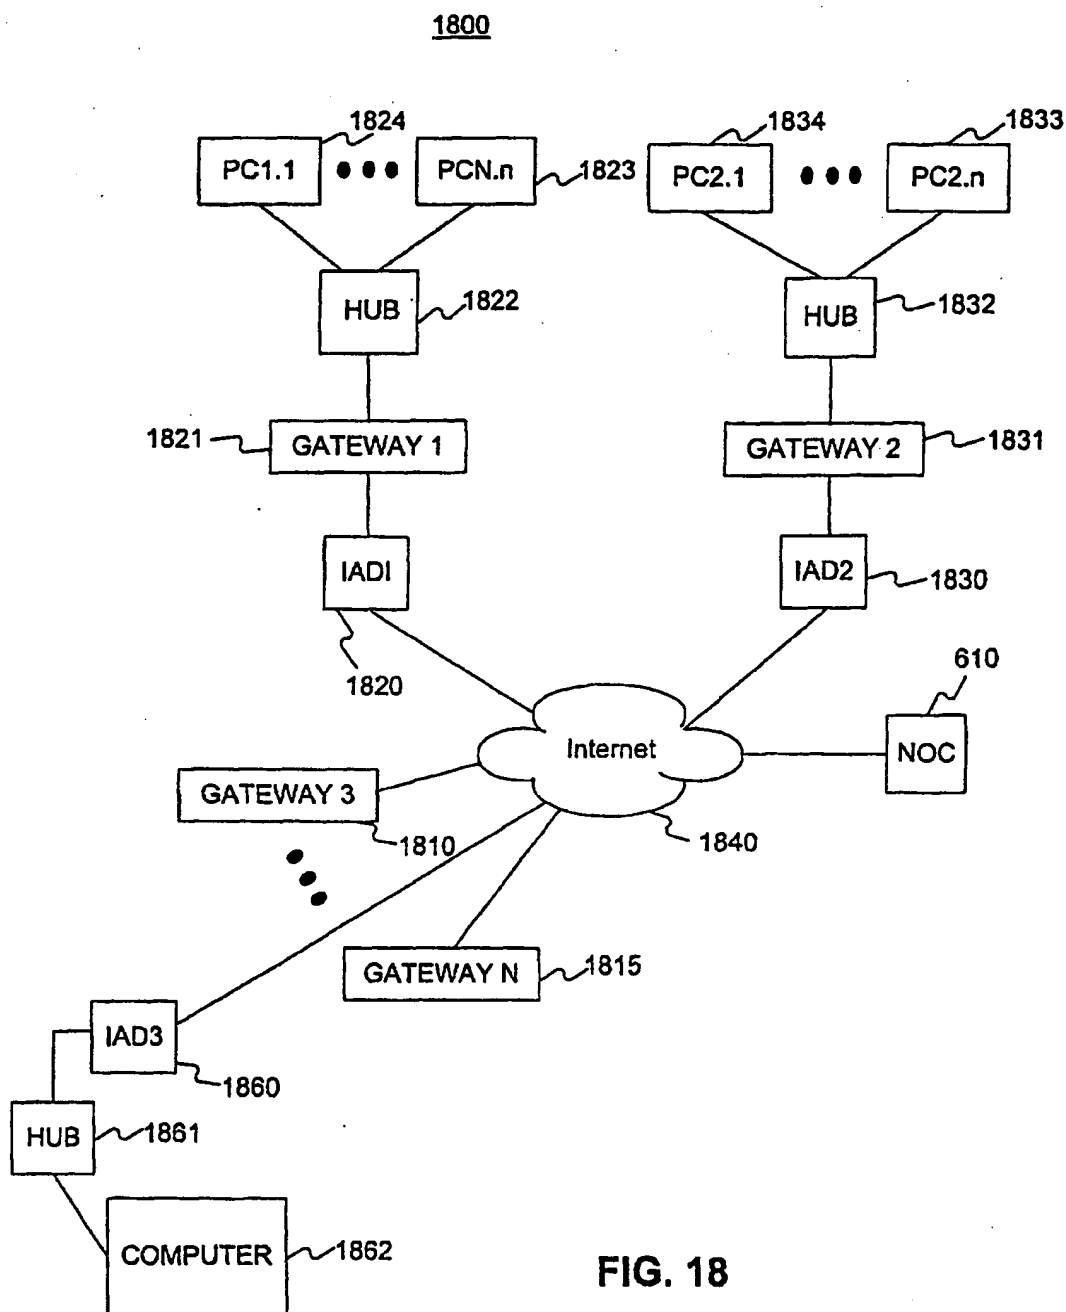 1800
1824
1834
1833
PC1.1
PCN.n
1823
PC2.1
PC2.n
HUB
1822
HUB
1832
1821
GATEWAY 1
GATEWAY 2
1831
IADI
IAD2
1830
1820
610
Internet
NOC
GATEWAY 3
1810
1840
GATEWAY N
1815
IAD3
1860
HUB
1861
COMPUTER
1862
FIG. 18